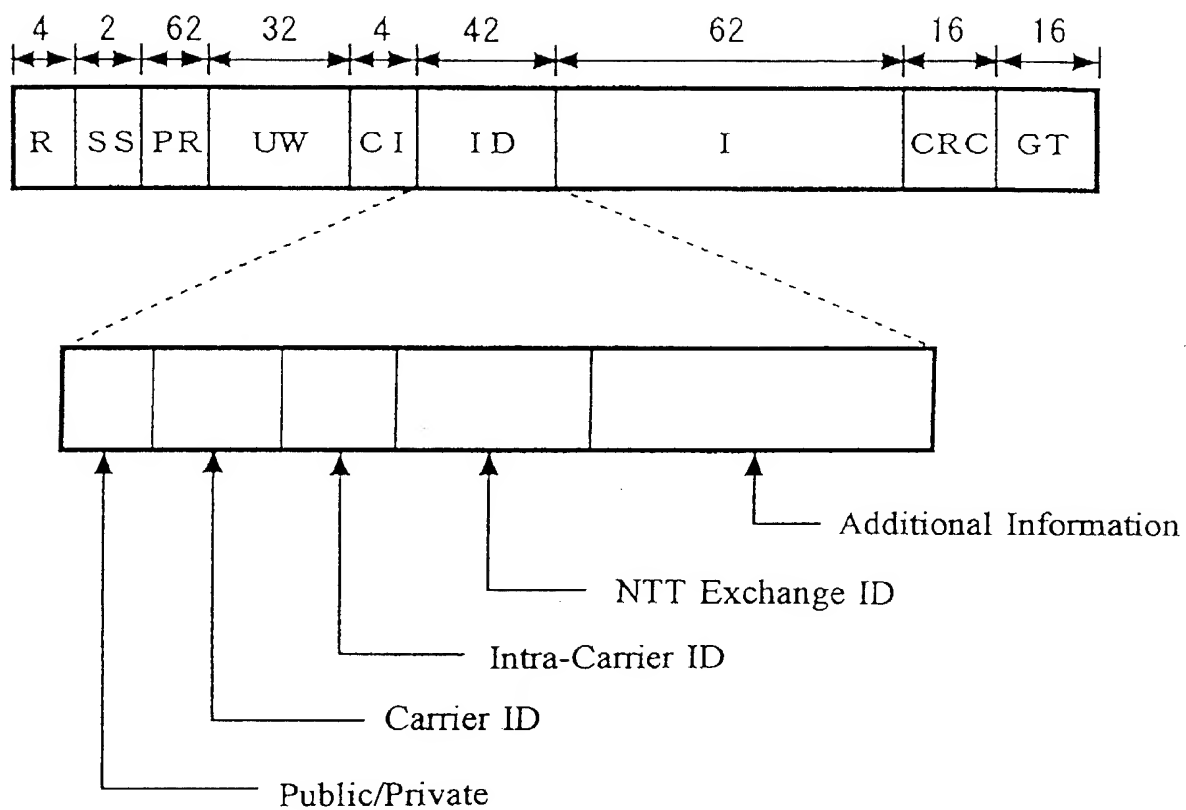 4 2 62 32 4 42 62 16 16
R SS PR UW CI ID I CRC GT
Additional Information
NTT Exchange ID
Intra-Carrier ID
Carrier ID
Public/Private